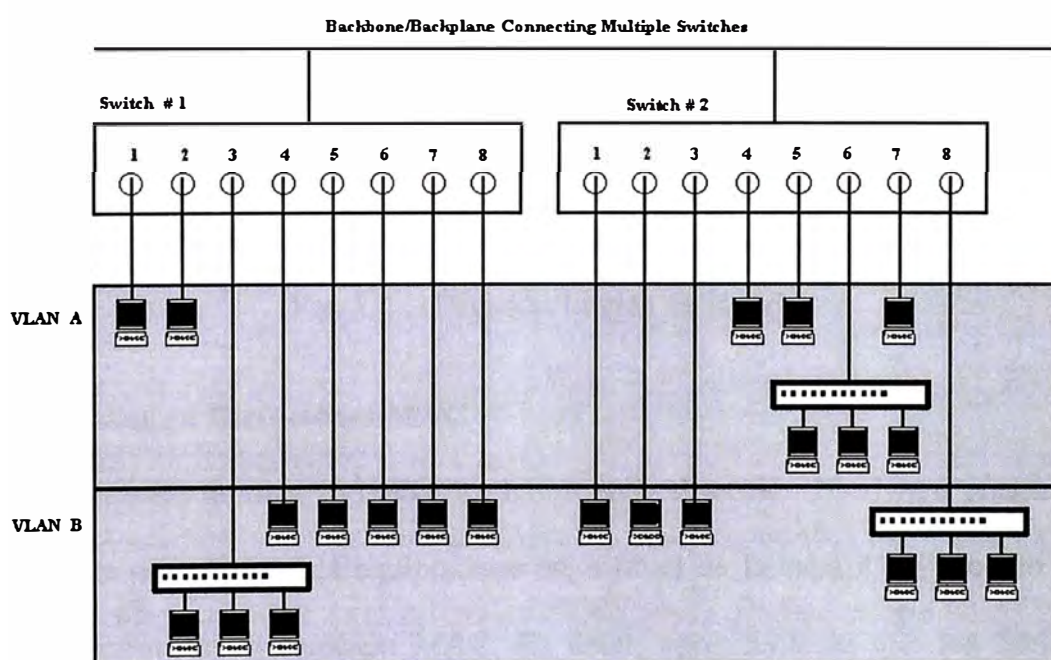 Backbone/Backplane Connecting Multiple Switches
Switch # 1
Switch # 2
1 2 3 4 5 6 7 8
1 2 3 4 5 6 7 8
VLAN A
VLAN B